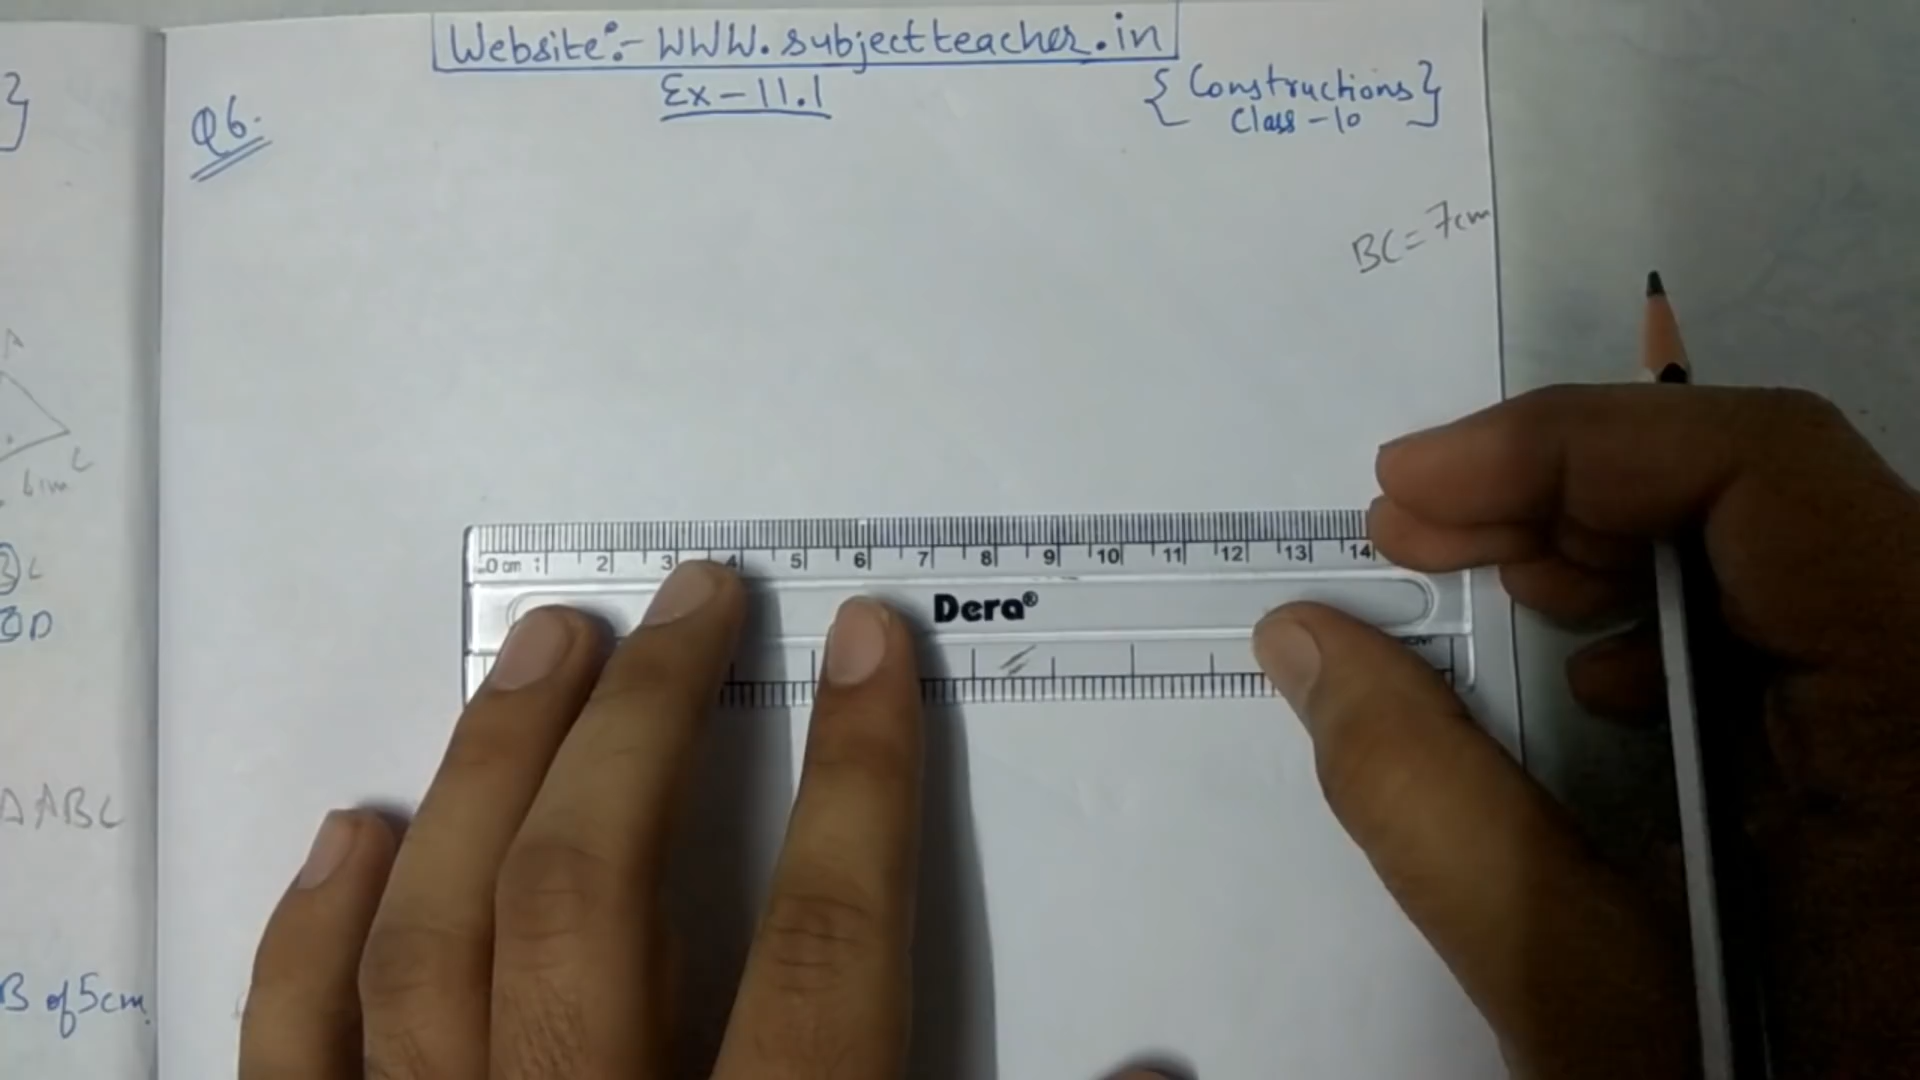 Website:- WWW.subjectteacher.in
Ex-11.1
{ Constructions }
Class-10
Q6.
BC = 7cm
}
A
C
C
D
ΔABC
B of 5cm.
0 cm 1 2 3 4 5 6 7 8 9 10 11 12 13 14
Dera®